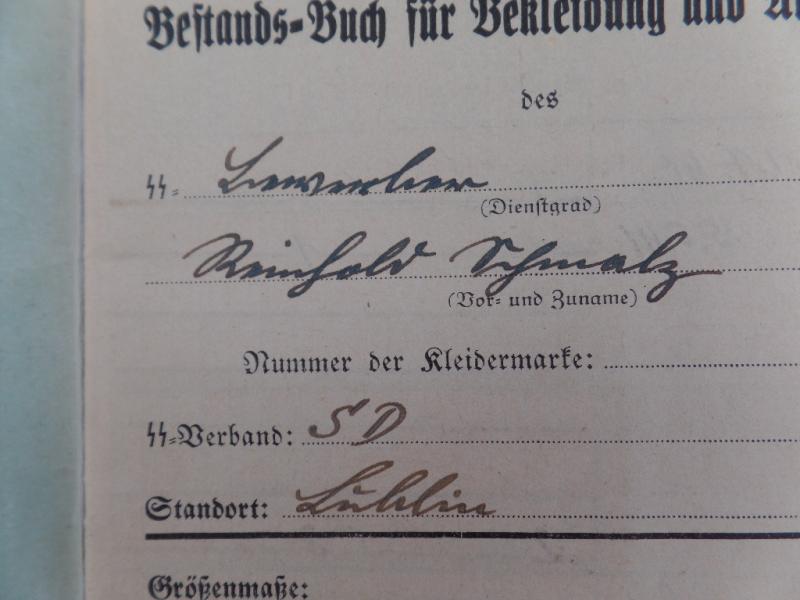 Bestands-Buch für Bekleidung und
des
SS- Bewerber
(Dienstgrad)
Reinhold Schmalz
(Vor- und Zuname)
Nummer der Kleidermarke:
SS-Verband: SD
Standort: Lublin
Größenmaße: